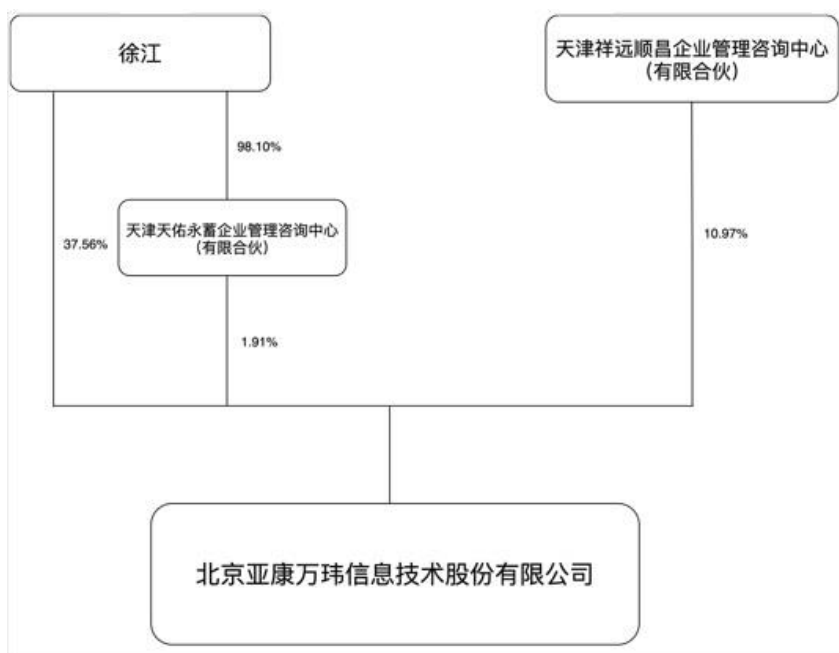 徐江
天津祥远顺昌企业管理咨询中心
(有限合伙)
98.10%
天津天佑永蓄企业管理咨询中心
(有限合伙)
37.56%
10.97%
1.91%
北京亚康万玮信息技术股份有限公司